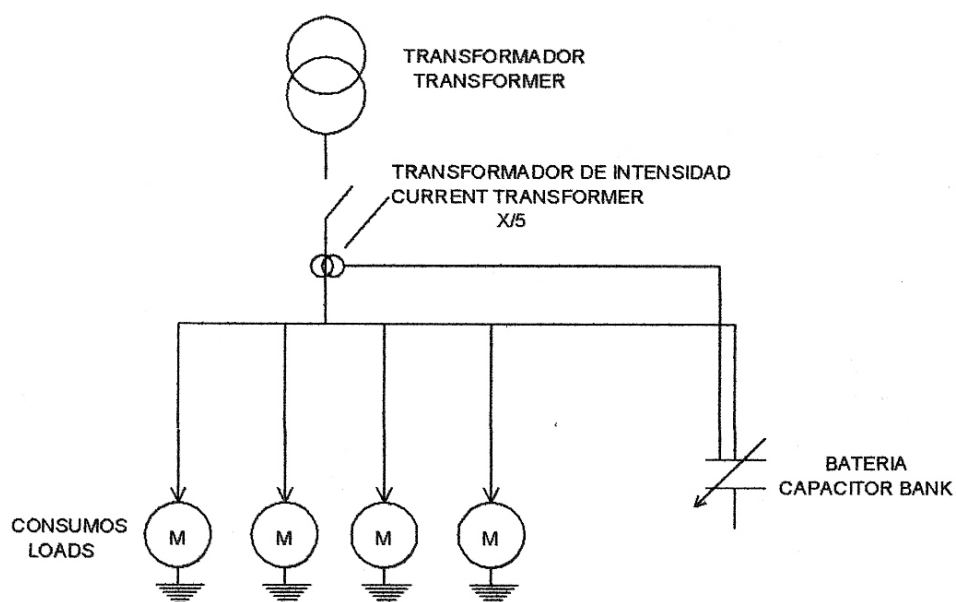 TRANSFORMADOR
TRANSFORMER
TRANSFORMADOR DE INTENSIDAD
CURRENT TRANSFORMER
X/5
BATERIA
CAPACITOR BANK
CONSUMOS
LOADS
M
M
M
M